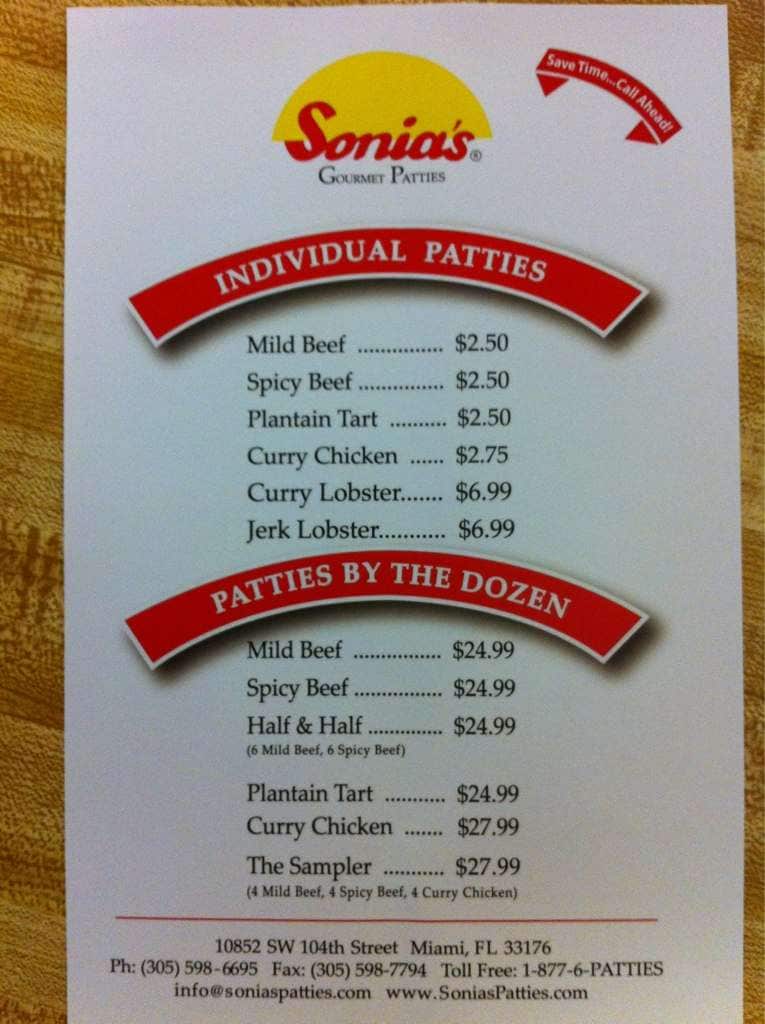 Save Time...Call Ahead!
Sonia's®
GOURMET PATTIES
INDIVIDUAL PATTIES
Mild Beef ............... $2.50
Spicy Beef ............... $2.50
Plantain Tart .......... $2.50
Curry Chicken ...... $2.75
Curry Lobster....... $6.99
Jerk Lobster............ $6.99
PATTIES BY THE DOZEN
Mild Beef ................ $24.99
Spicy Beef ................ $24.99
Half & Half .............. $24.99
(6 Mild Beef, 6 Spicy Beef)
Plantain Tart ........... $24.99
Curry Chicken ....... $27.99
The Sampler ........... $27.99
(4 Mild Beef, 4 Spicy Beef, 4 Curry Chicken)
10852 SW 104th Street Miami, FL 33176
Ph: (305) 598-6695 Fax: (305) 598-7794 Toll Free: 1-877-6-PATTIES
info@soniaspatties.com www.SoniasPatties.com